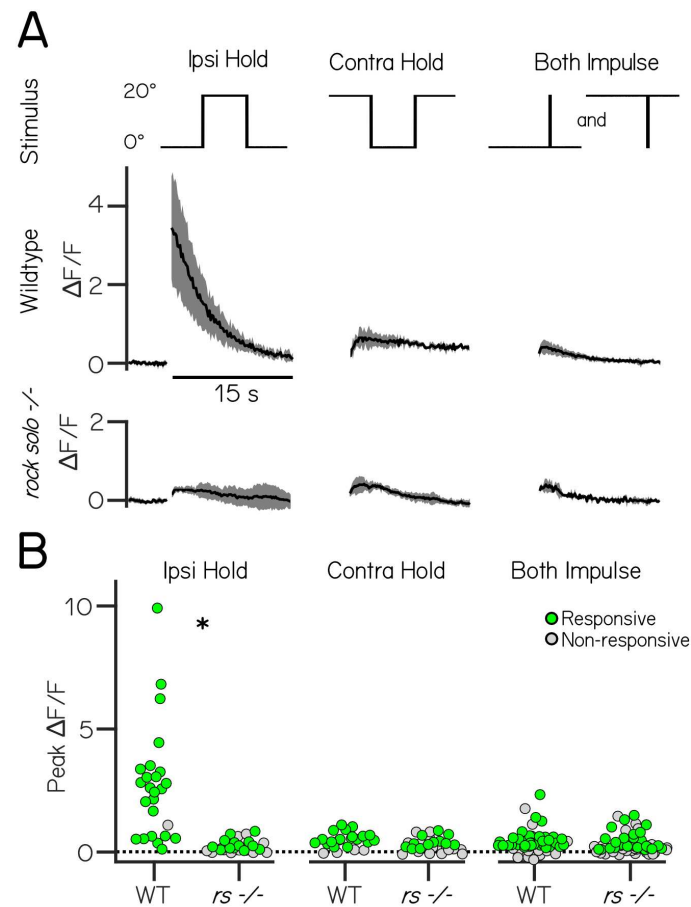 A
Ipsi Hold
Contra Hold
Both Impulse
Stimulus
20°
0°
and
Wildtype
ΔF/F
4
2
0
15 s
rock solo -/-
ΔF/F
2
0
B
Ipsi Hold
Contra Hold
Both Impulse
Responsive
Non-responsive
*
Peak ΔF/F
10
5
0
WT
rs -/-
WT
rs -/-
WT
rs -/-